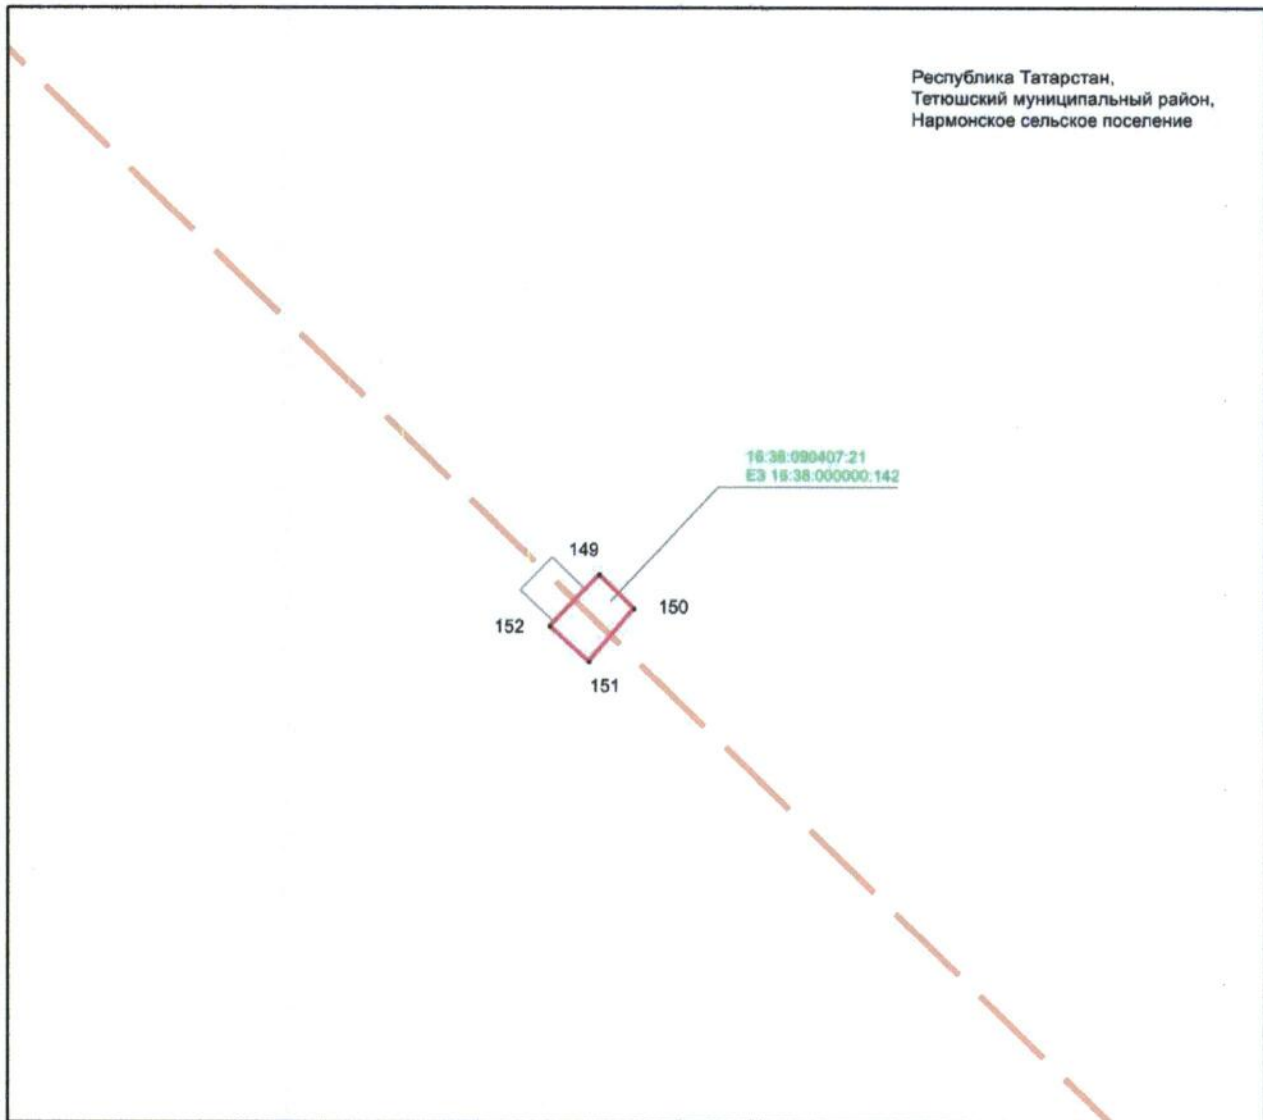 Республика Татарстан,
Тетюшский муниципальный район,
Нармонское сельское поселение
16:38:090407:21
ЕЗ 16:38:000000:142
149
150
152
151